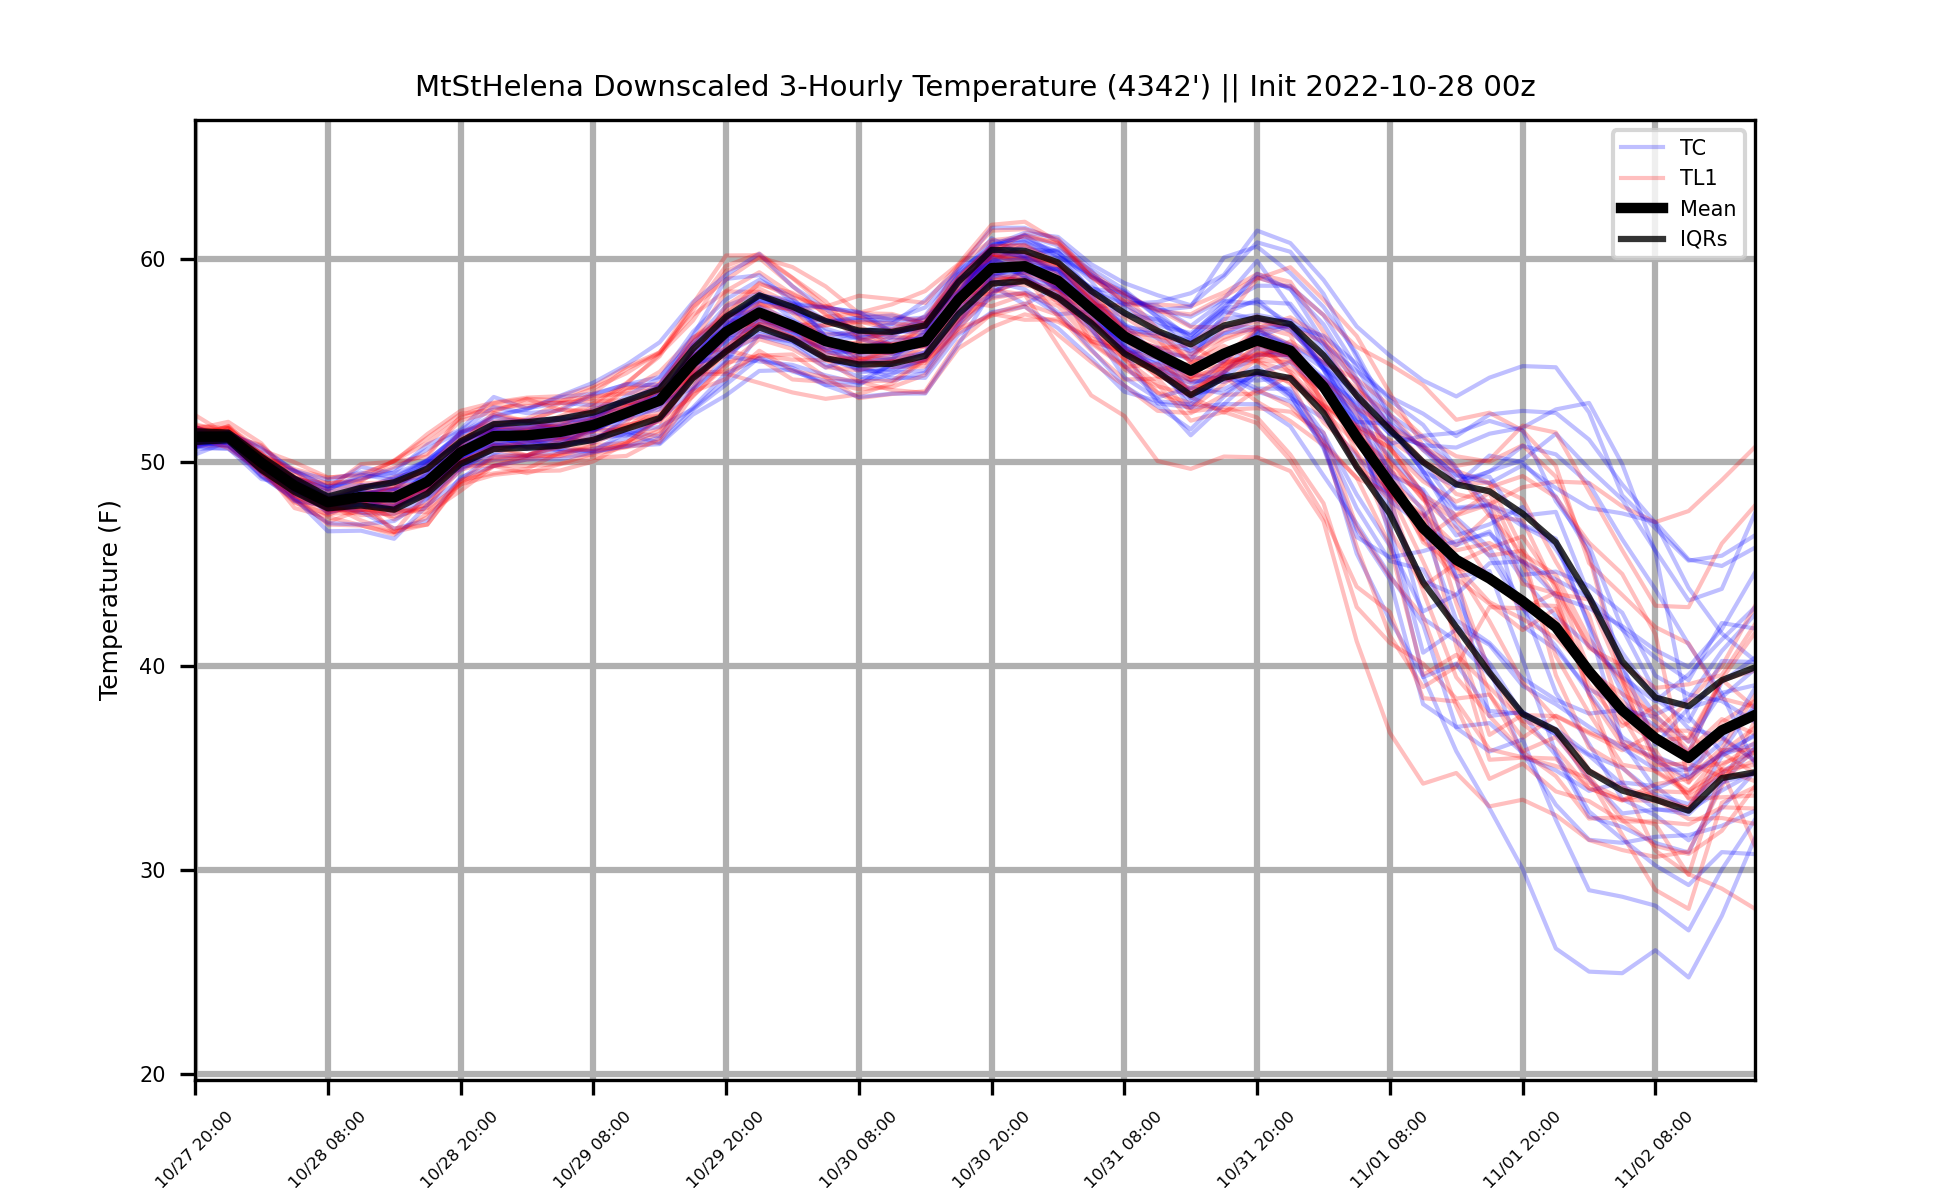 MtStHelena Downscaled 3-Hourly Temperature (4342') || Init 2022-10-28 00z
TC
TL1
Mean
IQRs
Temperature (F)
60
50
40
30
20
10/27 20:00
10/28 08:00
10/28 20:00
10/29 08:00
10/29 20:00
10/30 08:00
10/30 20:00
10/31 08:00
10/31 20:00
11/01 08:00
11/01 20:00
11/02 08:00